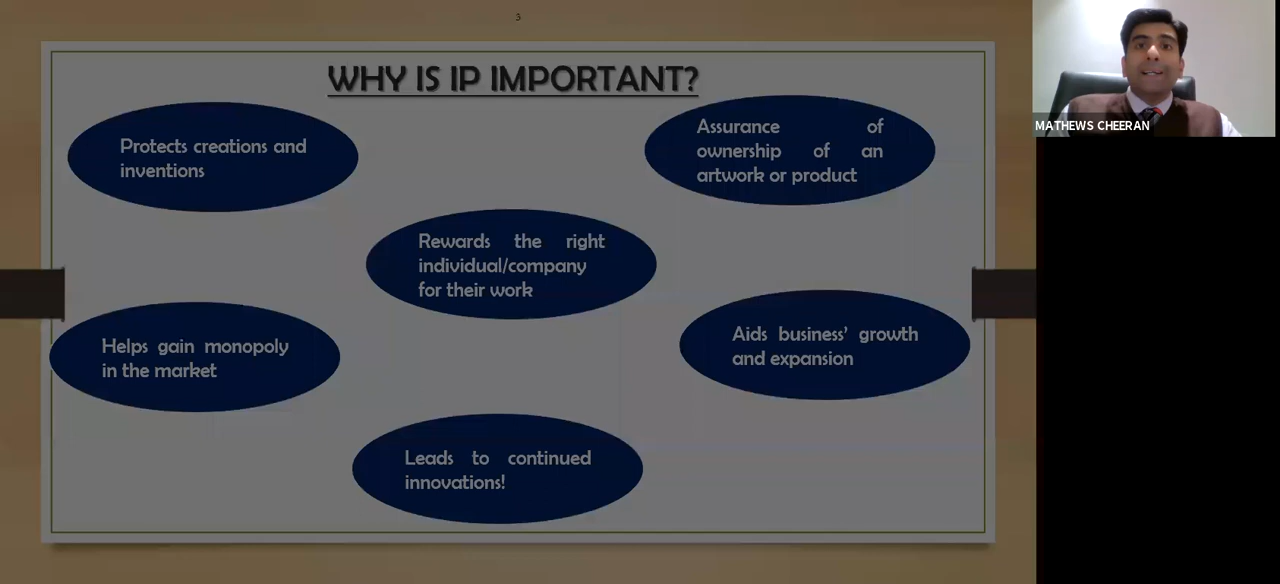 3
WHY IS IP IMPORTANT?
Protects creations and
inventions
Assurance of
ownership of an
artwork or product
Rewards the right
individual/company
for their work
Helps gain monopoly
in the market
Aids business’ growth
and expansion
Leads to continued
innovations!
MATHEWS CHEERAN